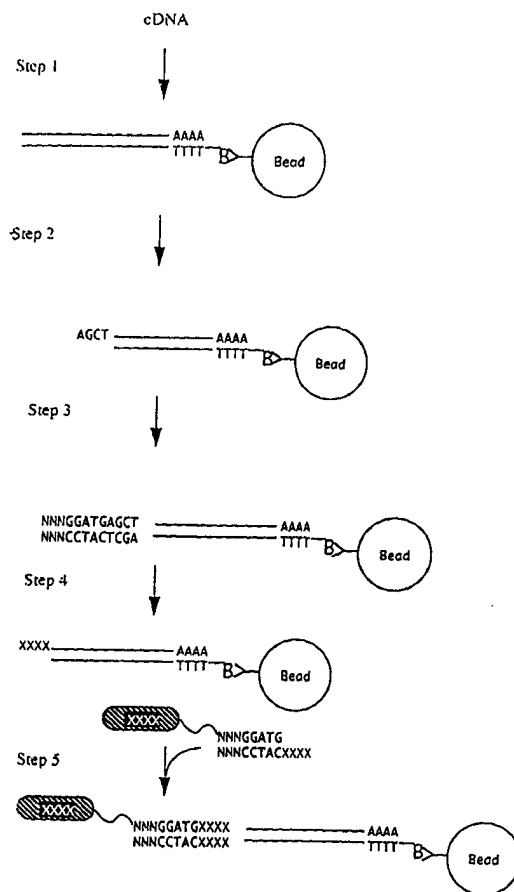 cDNA
Step 1
AAAA
TTTT B Bead
Step 2
AGCT AAAA
TTTT B Bead
Step 3
NNNGGATGAGCT AAAA
NNNCCTACTCGA TTTT B Bead
Step 4
XXXX AAAA
TTTT B Bead
XXXX NNNGGATG
NNNCCTACXXXX
Step 5
XXXX NNNGGATGXXXX AAAA
NNNCCTACXXXX TTTT B Bead